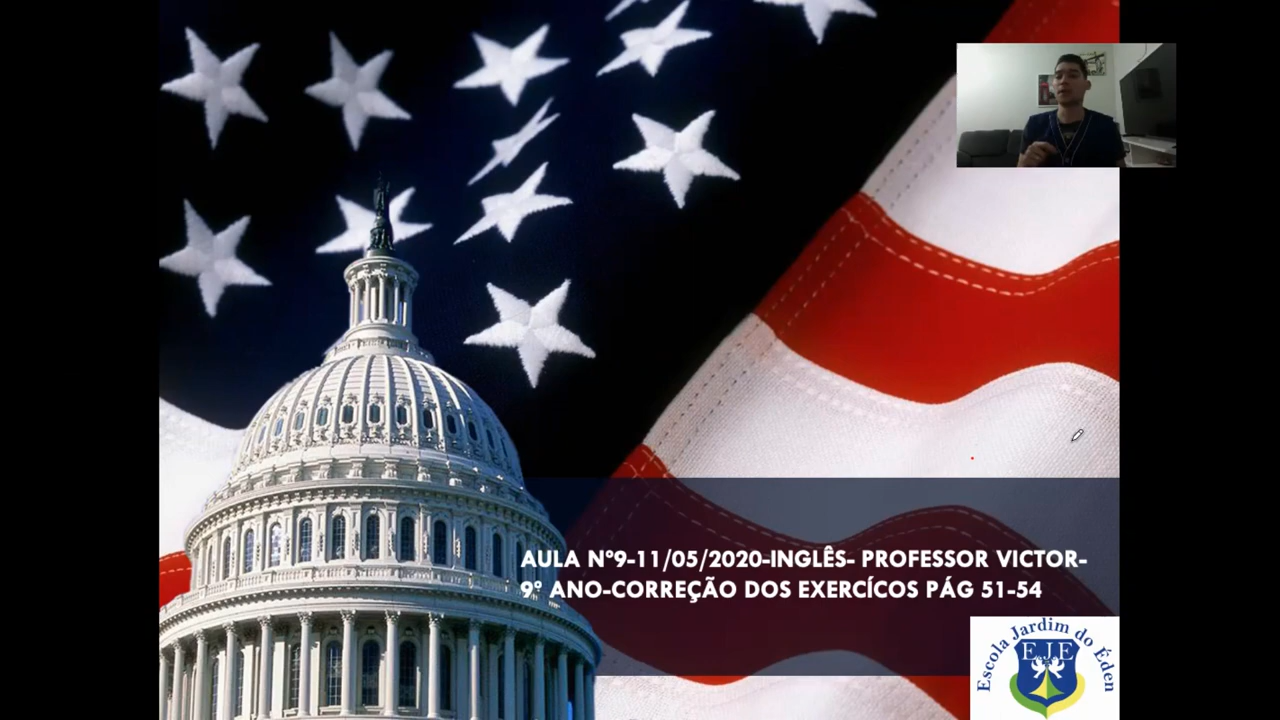 AULA Nº9-11/05/2020-INGLÊS- PROFESSOR VICTOR-
9º ANO-CORREÇÃO DOS EXERCÍCOS PÁG 51-54
Escola Jardim do Éden
EJE